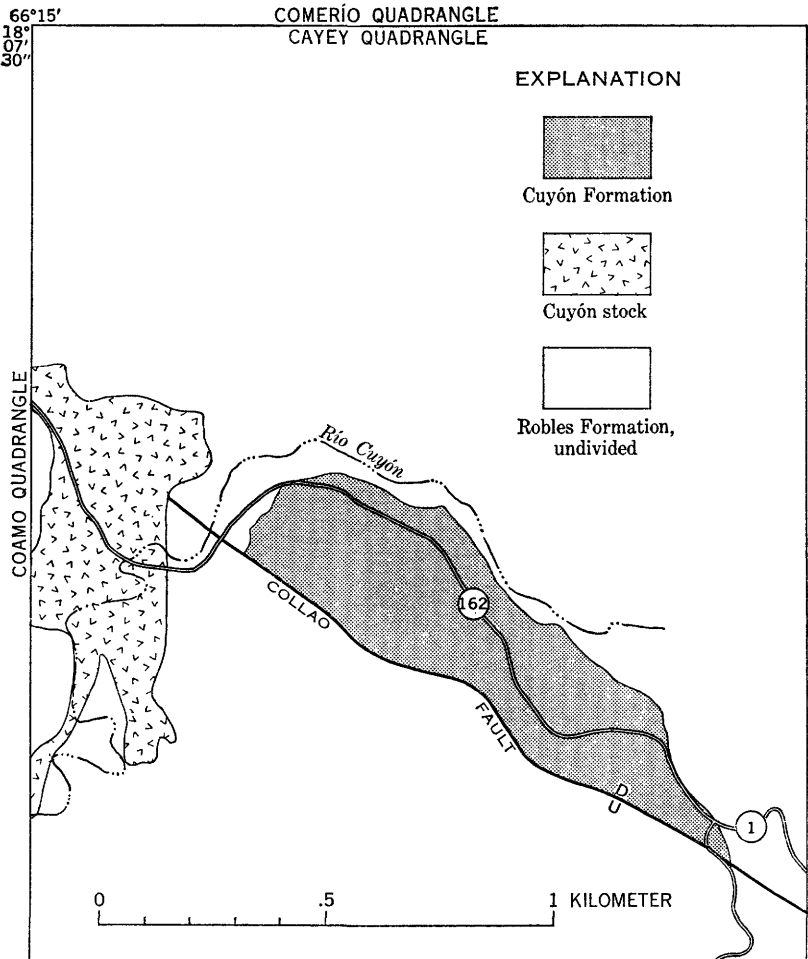 COMERÍO QUADRANGLE
66°15'
18°
07'
30"
CAYEY QUADRANGLE
EXPLANATION
Cuyón Formation
Cuyón stock
Robles Formation,
undivided
COAMO QUADRANGLE
Río Cuyón
162
COLLAO
FAULT
D
U
1
0
.5
1 KILOMETER